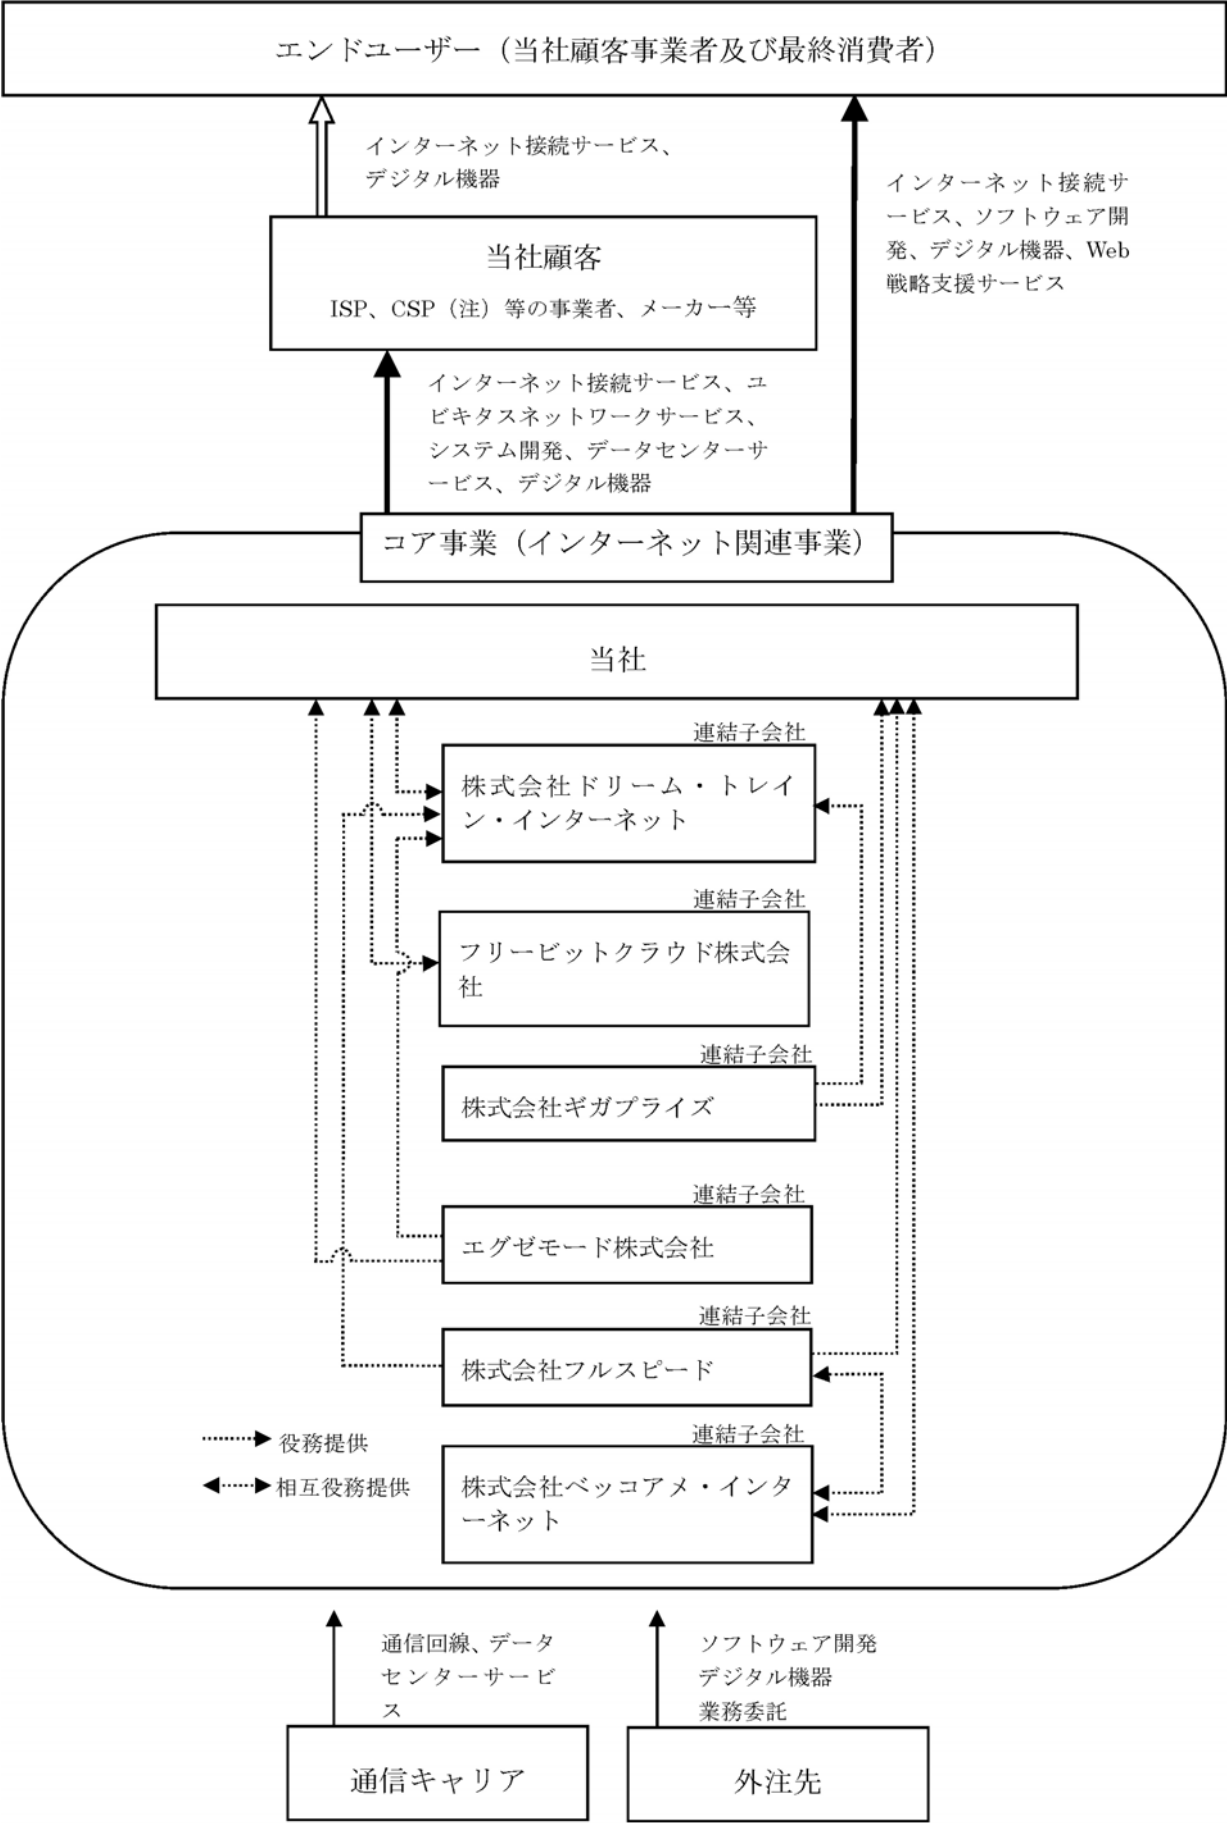 エンドユーザー（当社顧客事業者及び最終消費者）
インターネット接続サービス、
デジタル機器
インターネット接続サ
ービス、ソフトウェア開
発、デジタル機器、Web
戦略支援サービス
当社顧客
ISP、CSP（注）等の事業者、メーカー等
インターネット接続サービス、ユ
ビキタスネットワークサービス、
システム開発、データセンターサ
ービス、デジタル機器
コア事業（インターネット関連事業）
当社
連結子会社
株式会社ドリーム・トレイ
ン・インターネット
連結子会社
フリービットクラウド株式会
社
連結子会社
株式会社ギガプライズ
連結子会社
エグゼモード株式会社
連結子会社
株式会社フルスピード
連結子会社
株式会社ベッコアメ・インタ
ーネット
役務提供
相互役務提供
通信回線、データ
センターサービ
ス
ソフトウェア開発
デジタル機器
業務委託
通信キャリア
外注先